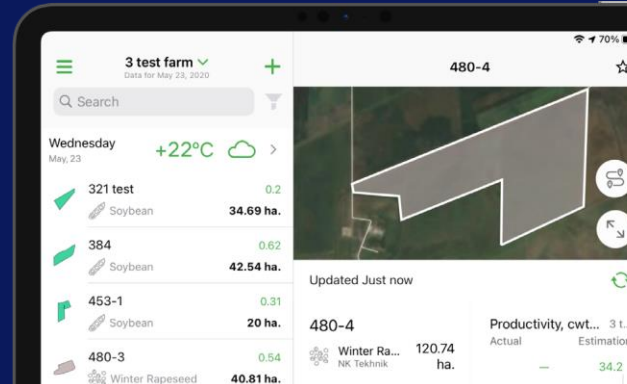 70%
3 test farm
Data for May 23, 2020
480-4
Search
Wednesday
May, 23
+22°C
321 test
0.2
Soybean
34.69 ha.
384
0.62
Soybean
42.54 ha.
453-1
0.31
Soybean
20 ha.
480-3
0.54
Winter Rapeseed
40.81 ha.
Updated Just now
480-4
Winter Ra...
NK Tekhnik
120.74
ha.
Productivity, cwt...
3 t...
Actual
Estimation
—
34.2